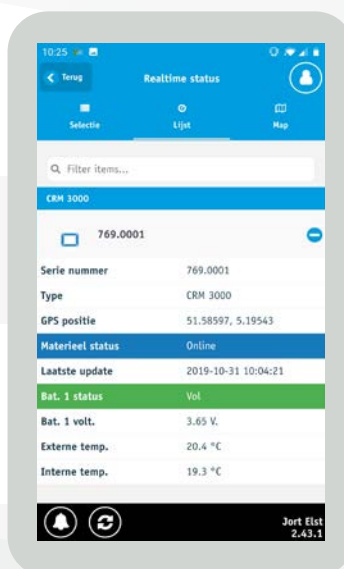 10:25
Terug Realtime status
Selectie Lijst Map
Filter items...
CRM 3000
769.0001
Serie nummer 769.0001
Type CRM 3000
GPS positie 51.58597, 5.19543
Materieel status Online
Laatste update 2019-10-31 10:04:21
Bat. 1 status Vol
Bat. 1 volt. 3.65 V.
Externe temp. 20.4 °C
Interne temp. 19.3 °C
Jort Elst
2.43.1